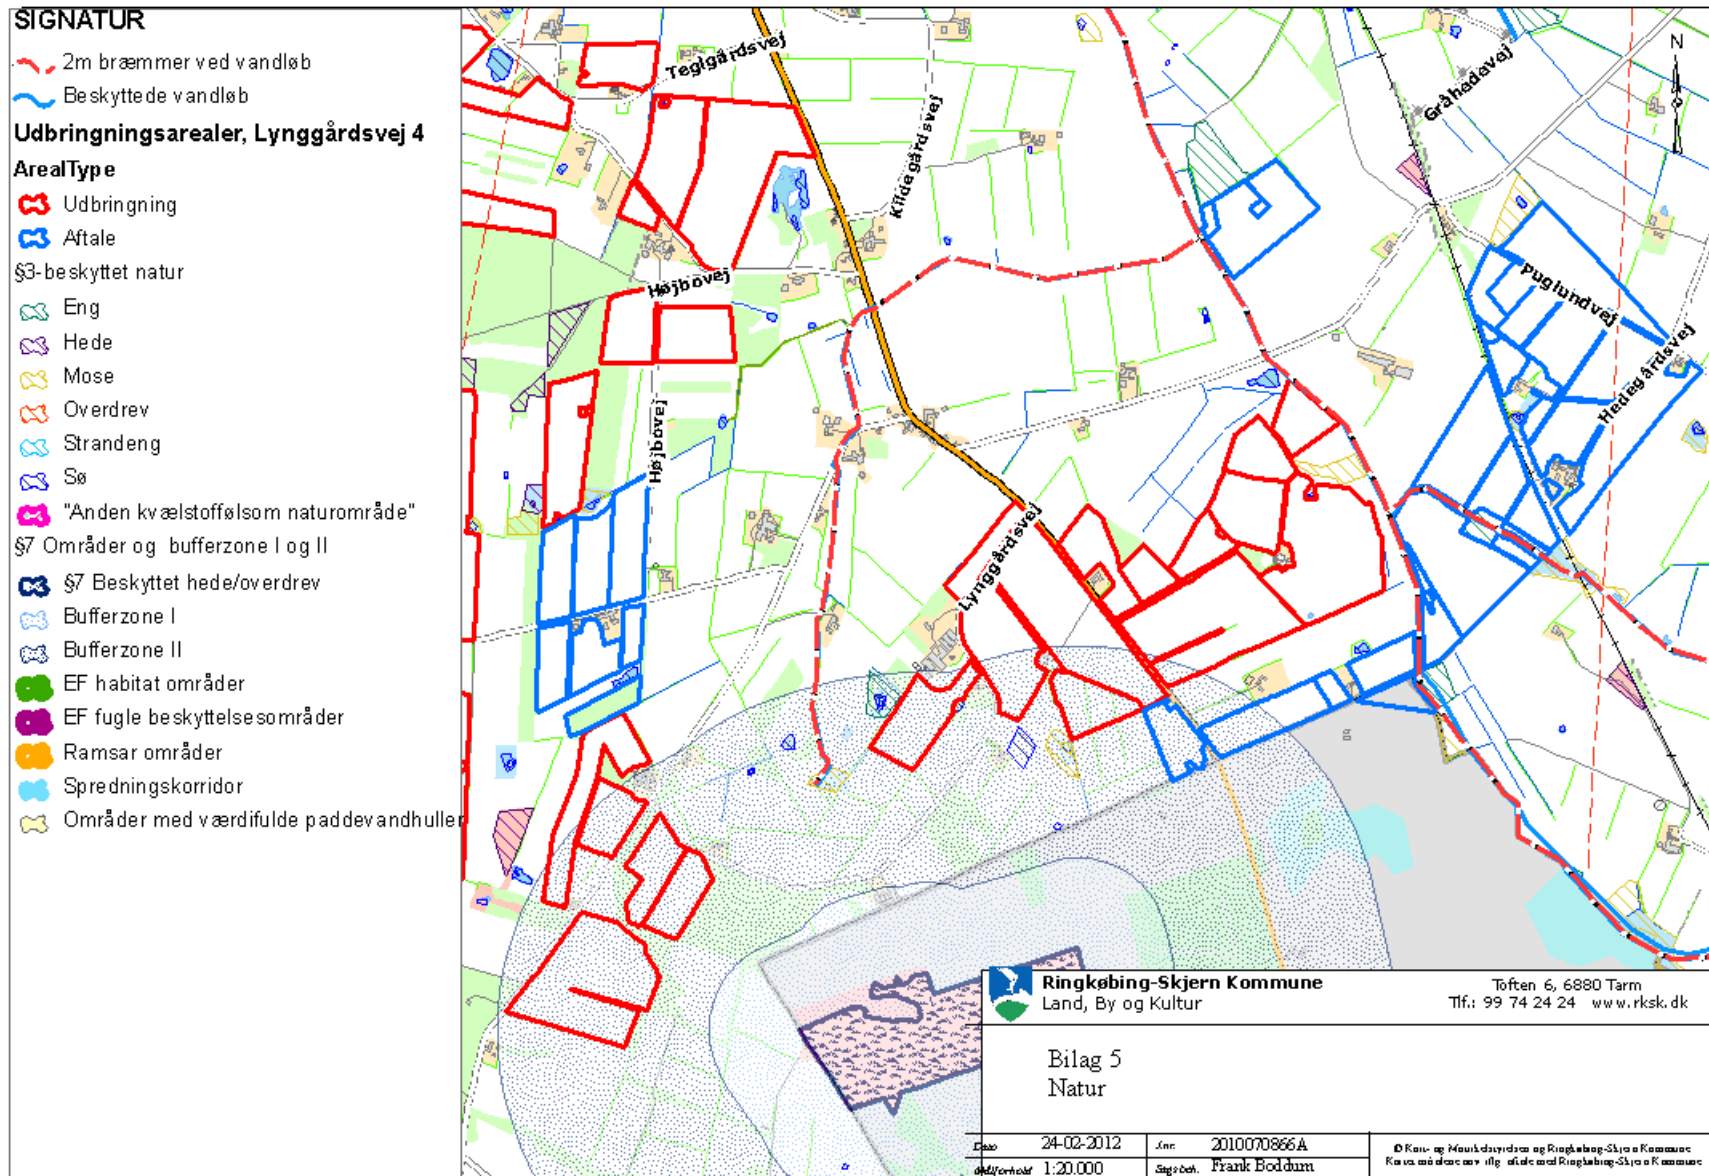 SIGNATUR
2m bræmmer ved vandløb
Beskyttede vandløb
Udbringningsarealer, Lynggårdsvej 4
ArealType
Udbringning
Aftale
§3-beskyttet natur
Eng
Hede
Mose
Overdrev
Strandeng
Sø
"Anden kvælstoffølsom naturområde"
§7 Områder og bufferzone I og II
§7 Beskyttet hede/overdrev
Bufferzone I
Bufferzone II
EF habitat områder
EF fugle beskyttelsesområder
Ramsar områder
Spredningskorridor
Områder med værdifulde paddevandhuller
Teglgårdsvej
Kildegårdsvej
Gråhedevej
N
Højbovej
Puglundvej
Hedegårdsvej
Højbovej
Lynggårdsvej
Ringkøbing-Skjern Kommune
Land, By og Kultur
Toften 6, 6880 Tarm
Tlf.: 99 74 24 24 www.rksk.dk
Bilag 5
Natur
Dato 24-02-2012 J.nr. 2010070866A
1:20.000 Sagsbeh. Frank Boddum